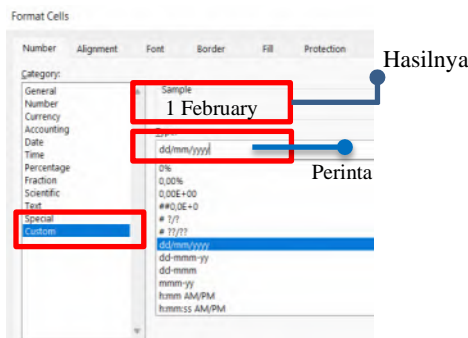 Format Cells
Number Alignment Font Border Fill Protection
Hasilnya
Category:
General
Number
Currency
Accounting
Date
Time
Percentage
Fraction
Scientific
Text
Special
Custom
Sample
1 February
dd/mm/yyyy
Perinta
0%
0,00%
0,00E+00
##0,0E+0
# ?/?
# ??/??
dd/mm/yyyy
dd-mmm-yy
dd-mmm
mmm-yy
h:mm AM/PM
h:mm:ss AM/PM